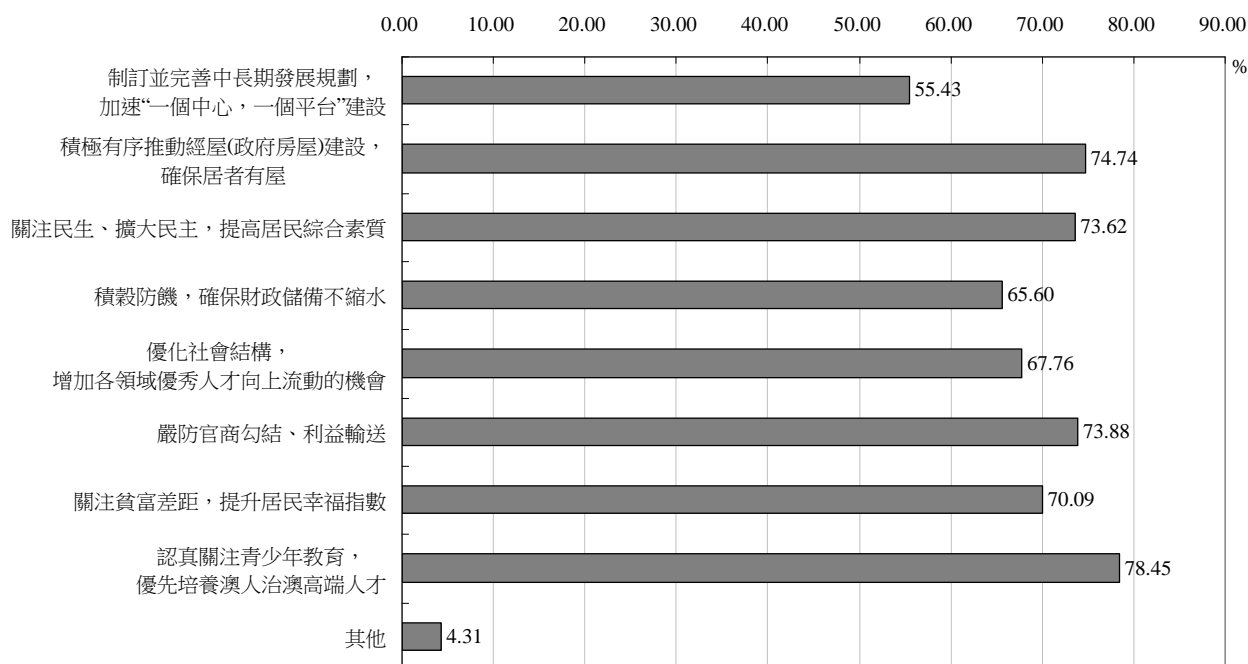 0.00 10.00 20.00 30.00 40.00 50.00 60.00 70.00 80.00 90.00
%
制訂並完善中長期發展規劃，
加速“一個中心，一個平台”建設
55.43
積極有序推動經屋(政府房屋)建設，
確保居者有屋
74.74
關注民生、擴大民主，提高居民綜合素質
73.62
積穀防饑，確保財政儲備不縮水
65.60
優化社會結構，
增加各領域優秀人才向上流動的機會
67.76
嚴防官商勾結、利益輸送
73.88
關注貧富差距，提升居民幸福指數
70.09
認真關注青少年教育，
優先培養澳人治澳高端人才
78.45
其他
4.31